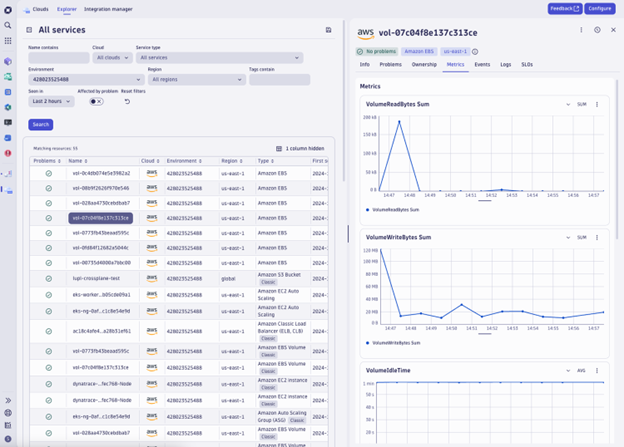 Clouds Explorer Integration manager
Feedback Configure
All services
Name contains Cloud Service type
All clouds All services
Environment Region Tags contain
428023525488 All regions
Seen in Affected by problem Reset filters
Last 2 hours
Search
Matching resources: 55 1 column hidden
Problems Name Cloud Environment Region Type First s
vol-0c4db074e5e3982a2 aws 428023525488 us-east-1 Amazon EBS 2024-
vol-08b9f2626f970e546 aws 428023525488 us-east-1 Amazon EBS 2024-
vol-028aa4730cebdbab7 aws 428023525488 us-east-1 Amazon EBS 2024-
vol-07c04f8e137c313ce aws 428023525488 us-east-1 Amazon EBS 2024-
vol-0773fb43beaad595c aws 428023525488 us-east-1 Amazon EBS 2024-
vol-0fd84f12682a5044c aws 428023525488 us-east-1 Amazon EBS 2024-
vol-00735d4000a7bbc00 aws 428023525488 us-east-1 Amazon EBS 2024-
aws 428023525488 global Amazon S3 Bucket 2024-
Classic
eks-worker…bd05cde09a1 aws 428023525488 us-east-1 Amazon EC2 Auto Scaling 2024-
eks-ng-0af…c1c8e54e9d aws 428023525488 us-east-1 Amazon EC2 Auto Scaling 2024-
aws 428023525488 us-east-1 Amazon Classic Load Balancer (ELB, CLB) 2024-
Classic
vol-0773fb43beaad595c aws 428023525488 us-east-1 Amazon EBS Volume 2024-
Classic
vol-07c04f8e137c313ce aws 428023525488 us-east-1 Amazon EBS Volume 2024-
Classic
dynatrace-…fec768-Node aws 428023525488 us-east-1 Amazon EC2 Instance 2024-
Classic
dynatrace-…fec768-Node aws 428023525488 us-east-1 Amazon EC2 Instance 2024-
Classic
eks-ng-0af…c1c8e54e9d aws 428023525488 us-east-1 Amazon Auto Scaling Group (ASG) 2024-
Classic
vol-028aa4730cebdbab7 aws 428023525488 us-east-1 Amazon EBS Volume 2024-
Classic
Amazon EBS Volume
aws vol-07c04f8e137c313ce
No problems Amazon EBS us-east-1
Info Problems Ownership Metrics Events Logs SLOs
Metrics
VolumeReadBytes Sum SUM
200 kB
150 kB
100 kB
50 kB
0 B
14:47 14:48 14:49 14:50 14:51 14:52 14:53 14:54 14:55 14:56 14:57
VolumeReadBytes Sum
VolumeWriteBytes Sum SUM
120 MB
100 MB
80 MB
60 MB
40 MB
20 MB
0 B
14:47 14:48 14:49 14:50 14:51 14:52 14:53 14:54 14:55 14:56 14:57
VolumeWriteBytes Sum
VolumeIdleTime AVG
1 min
50 s
40 s
30 s
20 s